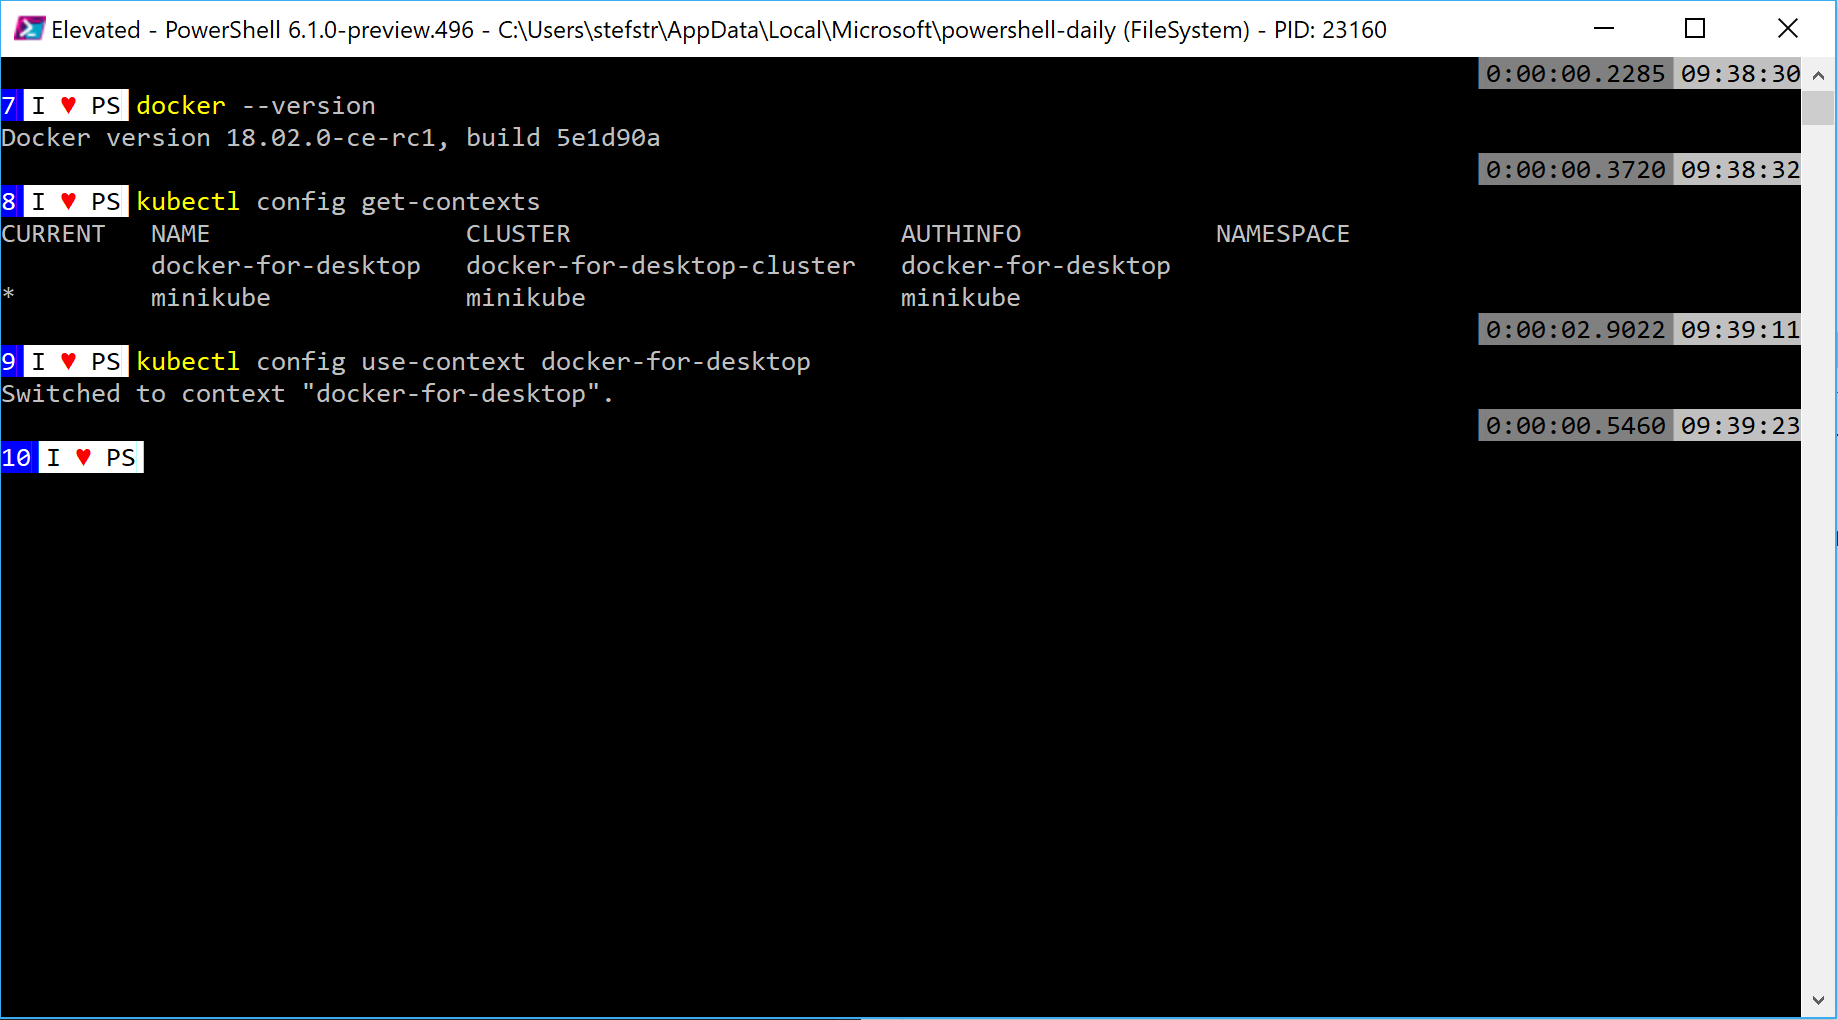 Elevated - PowerShell 6.1.0-preview.496 - C:\Users\stefstr\AppData\Local\Microsoft\powershell-daily (FileSystem) - PID: 23160
0:00:00.2285 09:38:30
7 I ♥ PS docker --version
Docker version 18.02.0-ce-rc1, build 5e1d90a
0:00:00.3720 09:38:32
8 I ♥ PS kubectl config get-contexts
CURRENT NAME CLUSTER AUTHINFO NAMESPACE
docker-for-desktop docker-for-desktop-cluster docker-for-desktop
* minikube minikube minikube
0:00:02.9022 09:39:11
9 I ♥ PS kubectl config use-context docker-for-desktop
Switched to context "docker-for-desktop".
0:00:00.5460 09:39:23
10 I ♥ PS